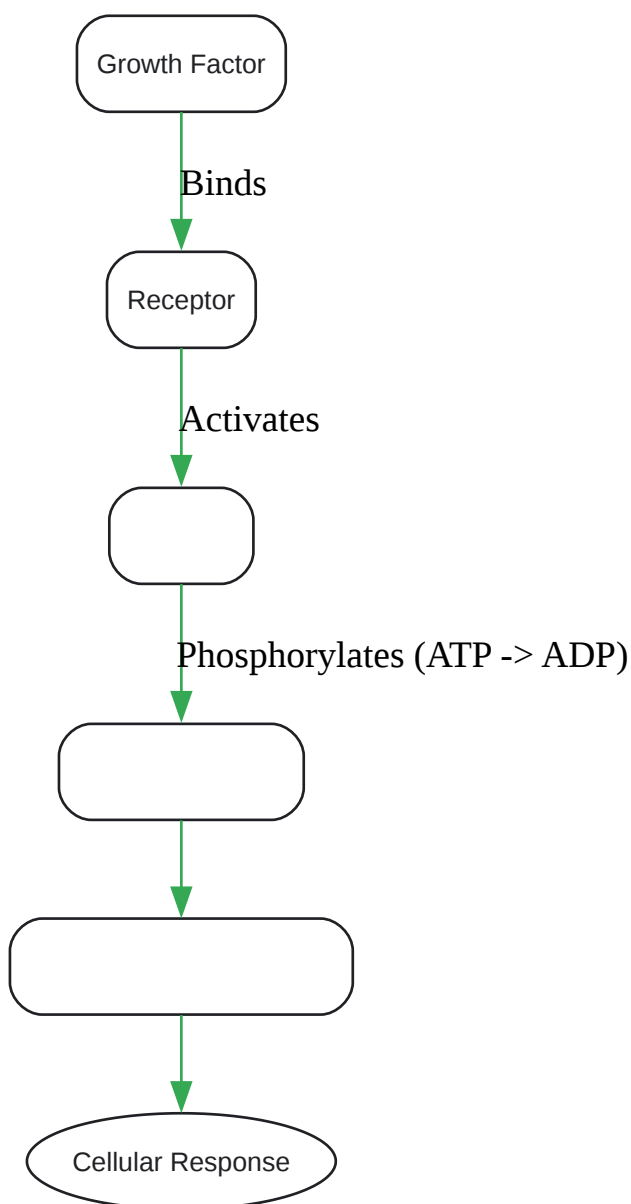 Growth Factor
Binds
Receptor
Activates
Phosphorylates (ATP -> ADP)
Cellular Response